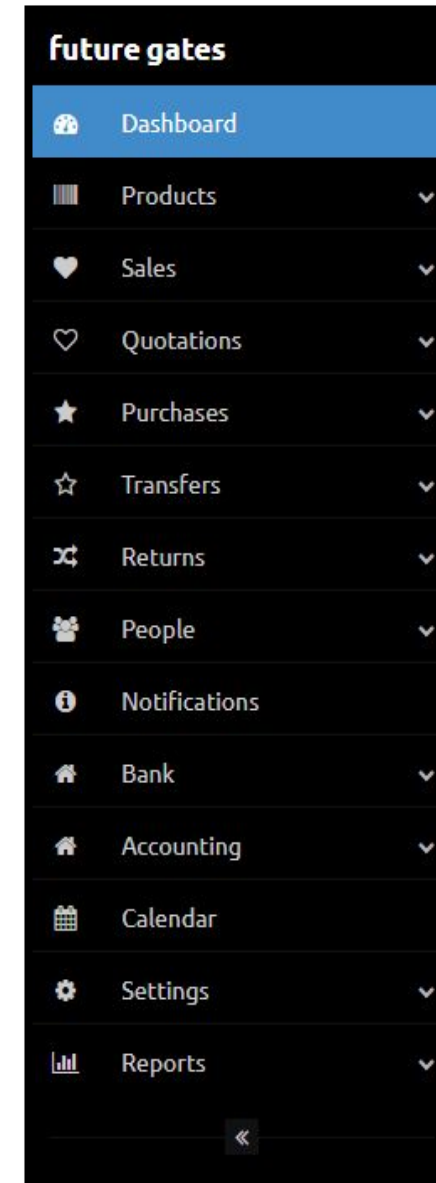 future gates
Dashboard
Products
Sales
Quotations
Purchases
Transfers
Returns
People
Notifications
Bank
Accounting
Calendar
Settings
Reports
«